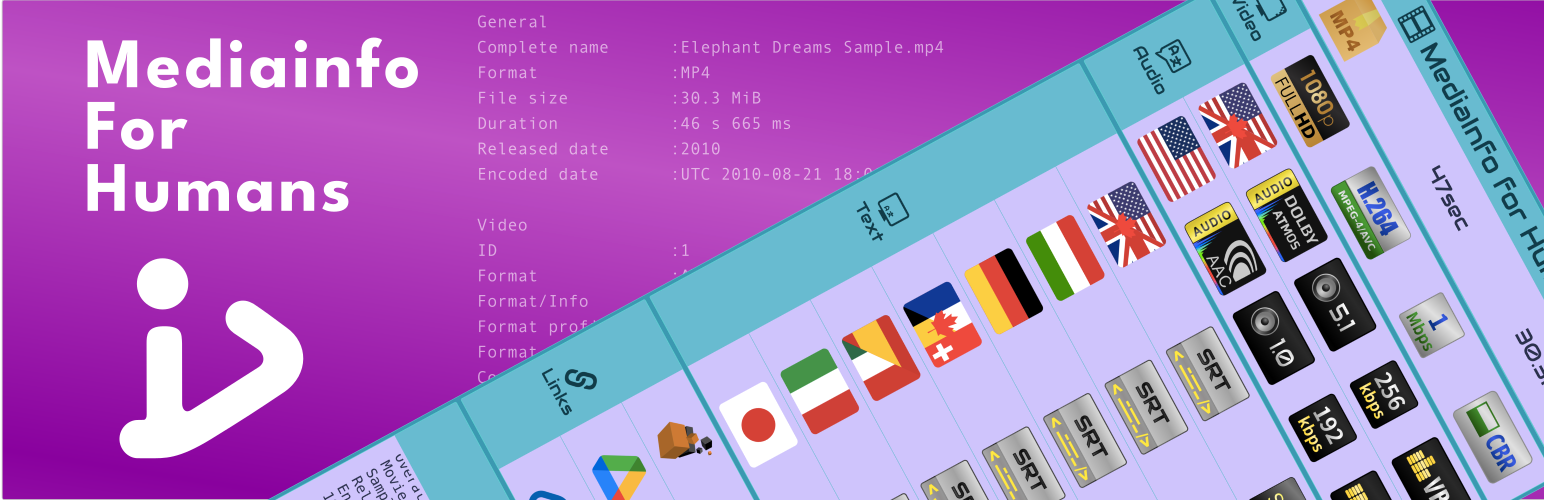 Mediainfo
For
Humans
General
Complete name :Elephant Dreams Sample.mp4
Format :MP4
File size :30.3 MiB
Duration :46 s 665 ms
Released date :2010
Encoded date :UTC 2010-08-21 18:0
Video
ID :1
Format
Format/Info
Format prof
Format
Co
MediaInfo For Hu
47sec
30.3
MP4
Video
1080p
FULLHD
H.264
MPEG-4/AVC
1
Mbps
CBR
Audio
AUDIO
DOLBY
ATMOS
5.1
256
kbps
AUDIO
AAC
1.0
192
kbps
Text
SRT
SRT
SRT
SRT
SRT
Links
Movie
Samp
Rel
En